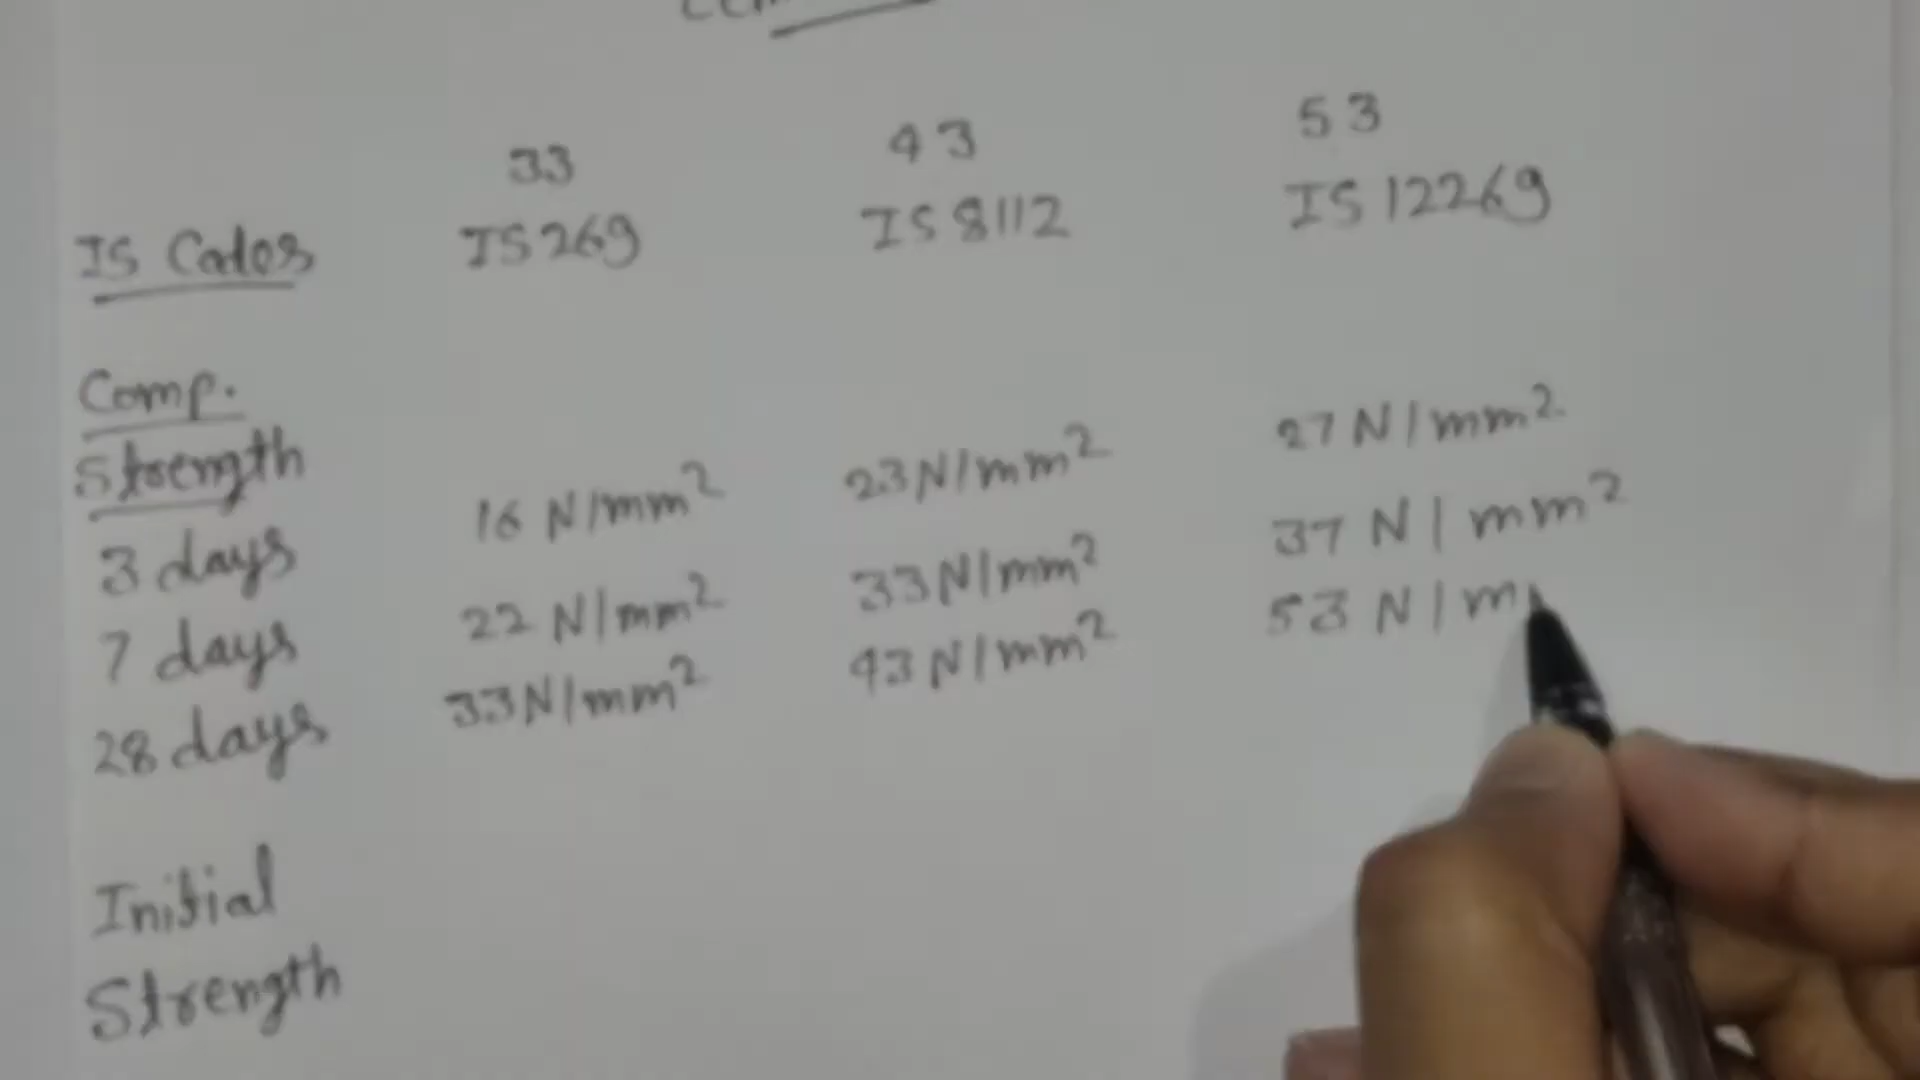 33 43 53
IS Codes IS 269 IS 8112 IS 12269
Comp.
Strength
3 days 16 N/mm² 23 N/mm² 27 N/mm²
7 days 22 N/mm² 33 N/mm² 37 N/mm²
28 days 33 N/mm² 43 N/mm² 53 N/m
Initial
Strength